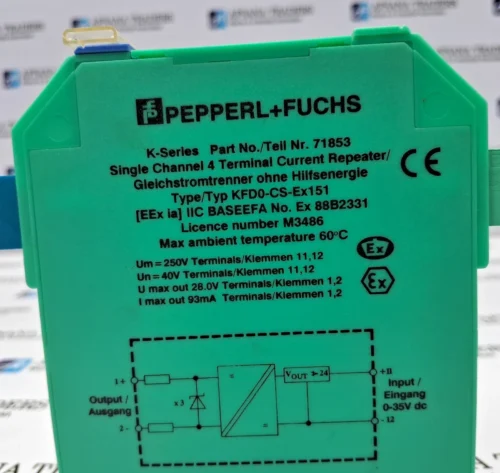 PEPPERL+FUCHS
K-Series Part No./Teil Nr. 71853
Single Channel 4 Terminal Current Repeater/
Gleichstromtrenner ohne Hilfsenergie
Type/Typ KFD0-CS-Ex151
[EEx ia] IIC BASEEFA No. Ex 88B2331
Licence number M3486
Max ambient temperature 60°C
CE
Um=250V Terminals/Klemmen 11,12
Un=40V Terminals/Klemmen 11,12
U max out 28.0V Terminals/Klemmen 1,2
I max out 93mA Terminals/Klemmen 1,2
Ex
Ex
1+
Output /
Ausgang
2-
x3
VOUT
24
+11
Input /
Eingang
0-35V dc
-12